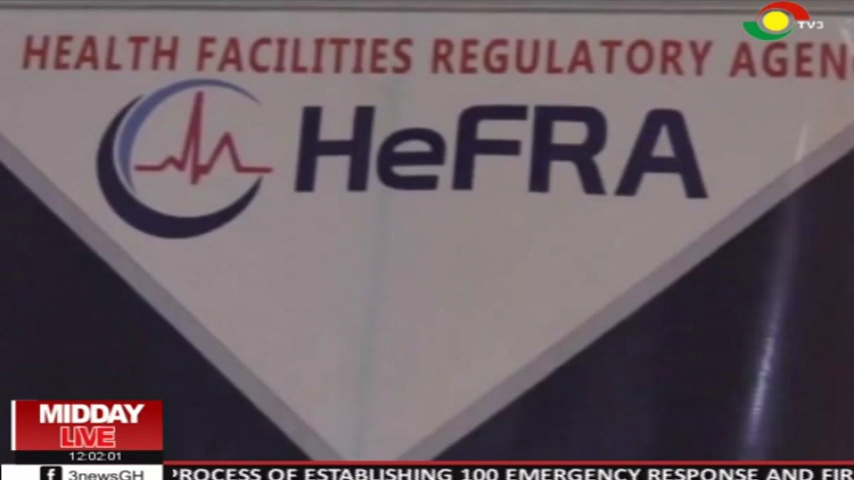 TV3
HEALTH FACILITIES REGULATORY AGEN
HeFRA
MIDDAY
LIVE
12:02:01
3newsGH
PROCESS OF ESTABLISHING 100 EMERGENCY RESPONSE AND FIR